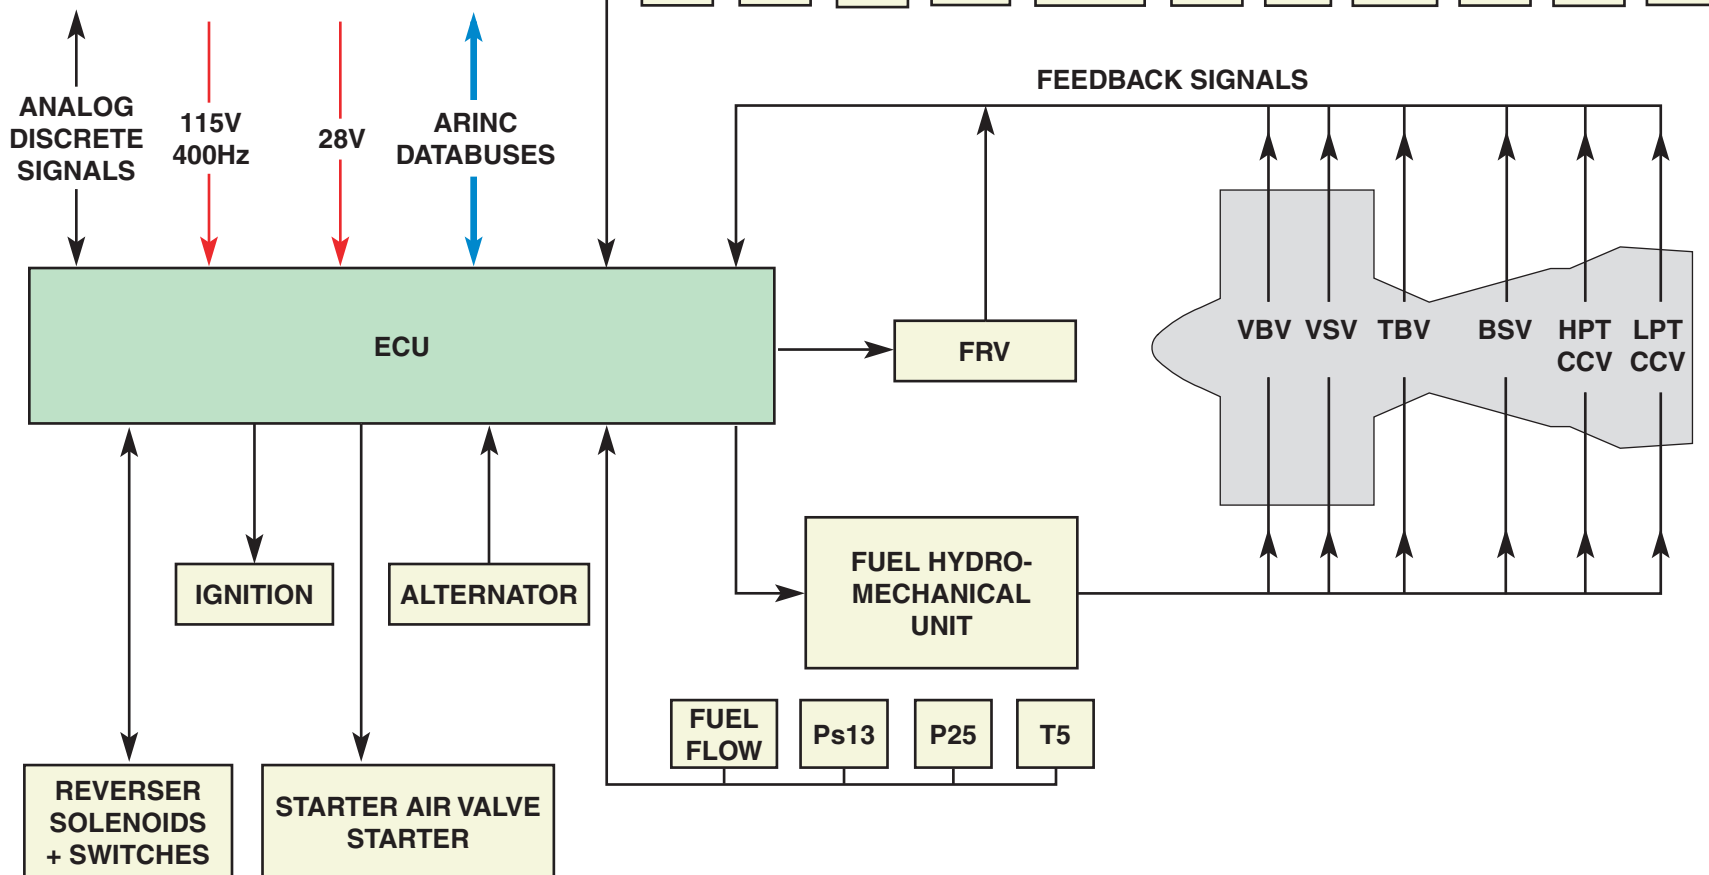 FEEDBACK SIGNALS
ANALOG
DISCRETE
SIGNALS
115V
400Hz
28V
ARINC
DATABUSES
ECU
FRV
VBV
VSV
TBV
BSV
HPT
CCV
LPT
CCV
IGNITION
ALTERNATOR
FUEL HYDRO-
MECHANICAL
UNIT
FUEL
FLOW
Ps13
P25
T5
REVERSER
SOLENOIDS
+ SWITCHES
STARTER AIR VALVE
STARTER